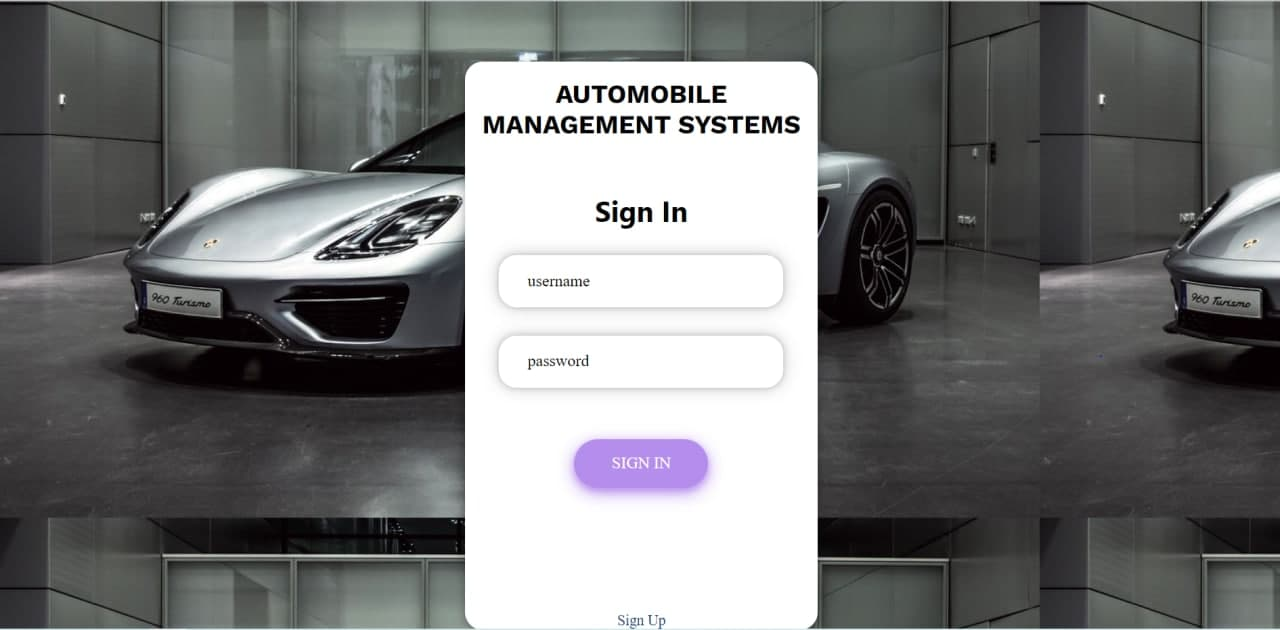 AUTOMOBILE
MANAGEMENT SYSTEMS
Sign In
username
password
SIGN IN
Sign Up
960 Turismo
960 Turismo